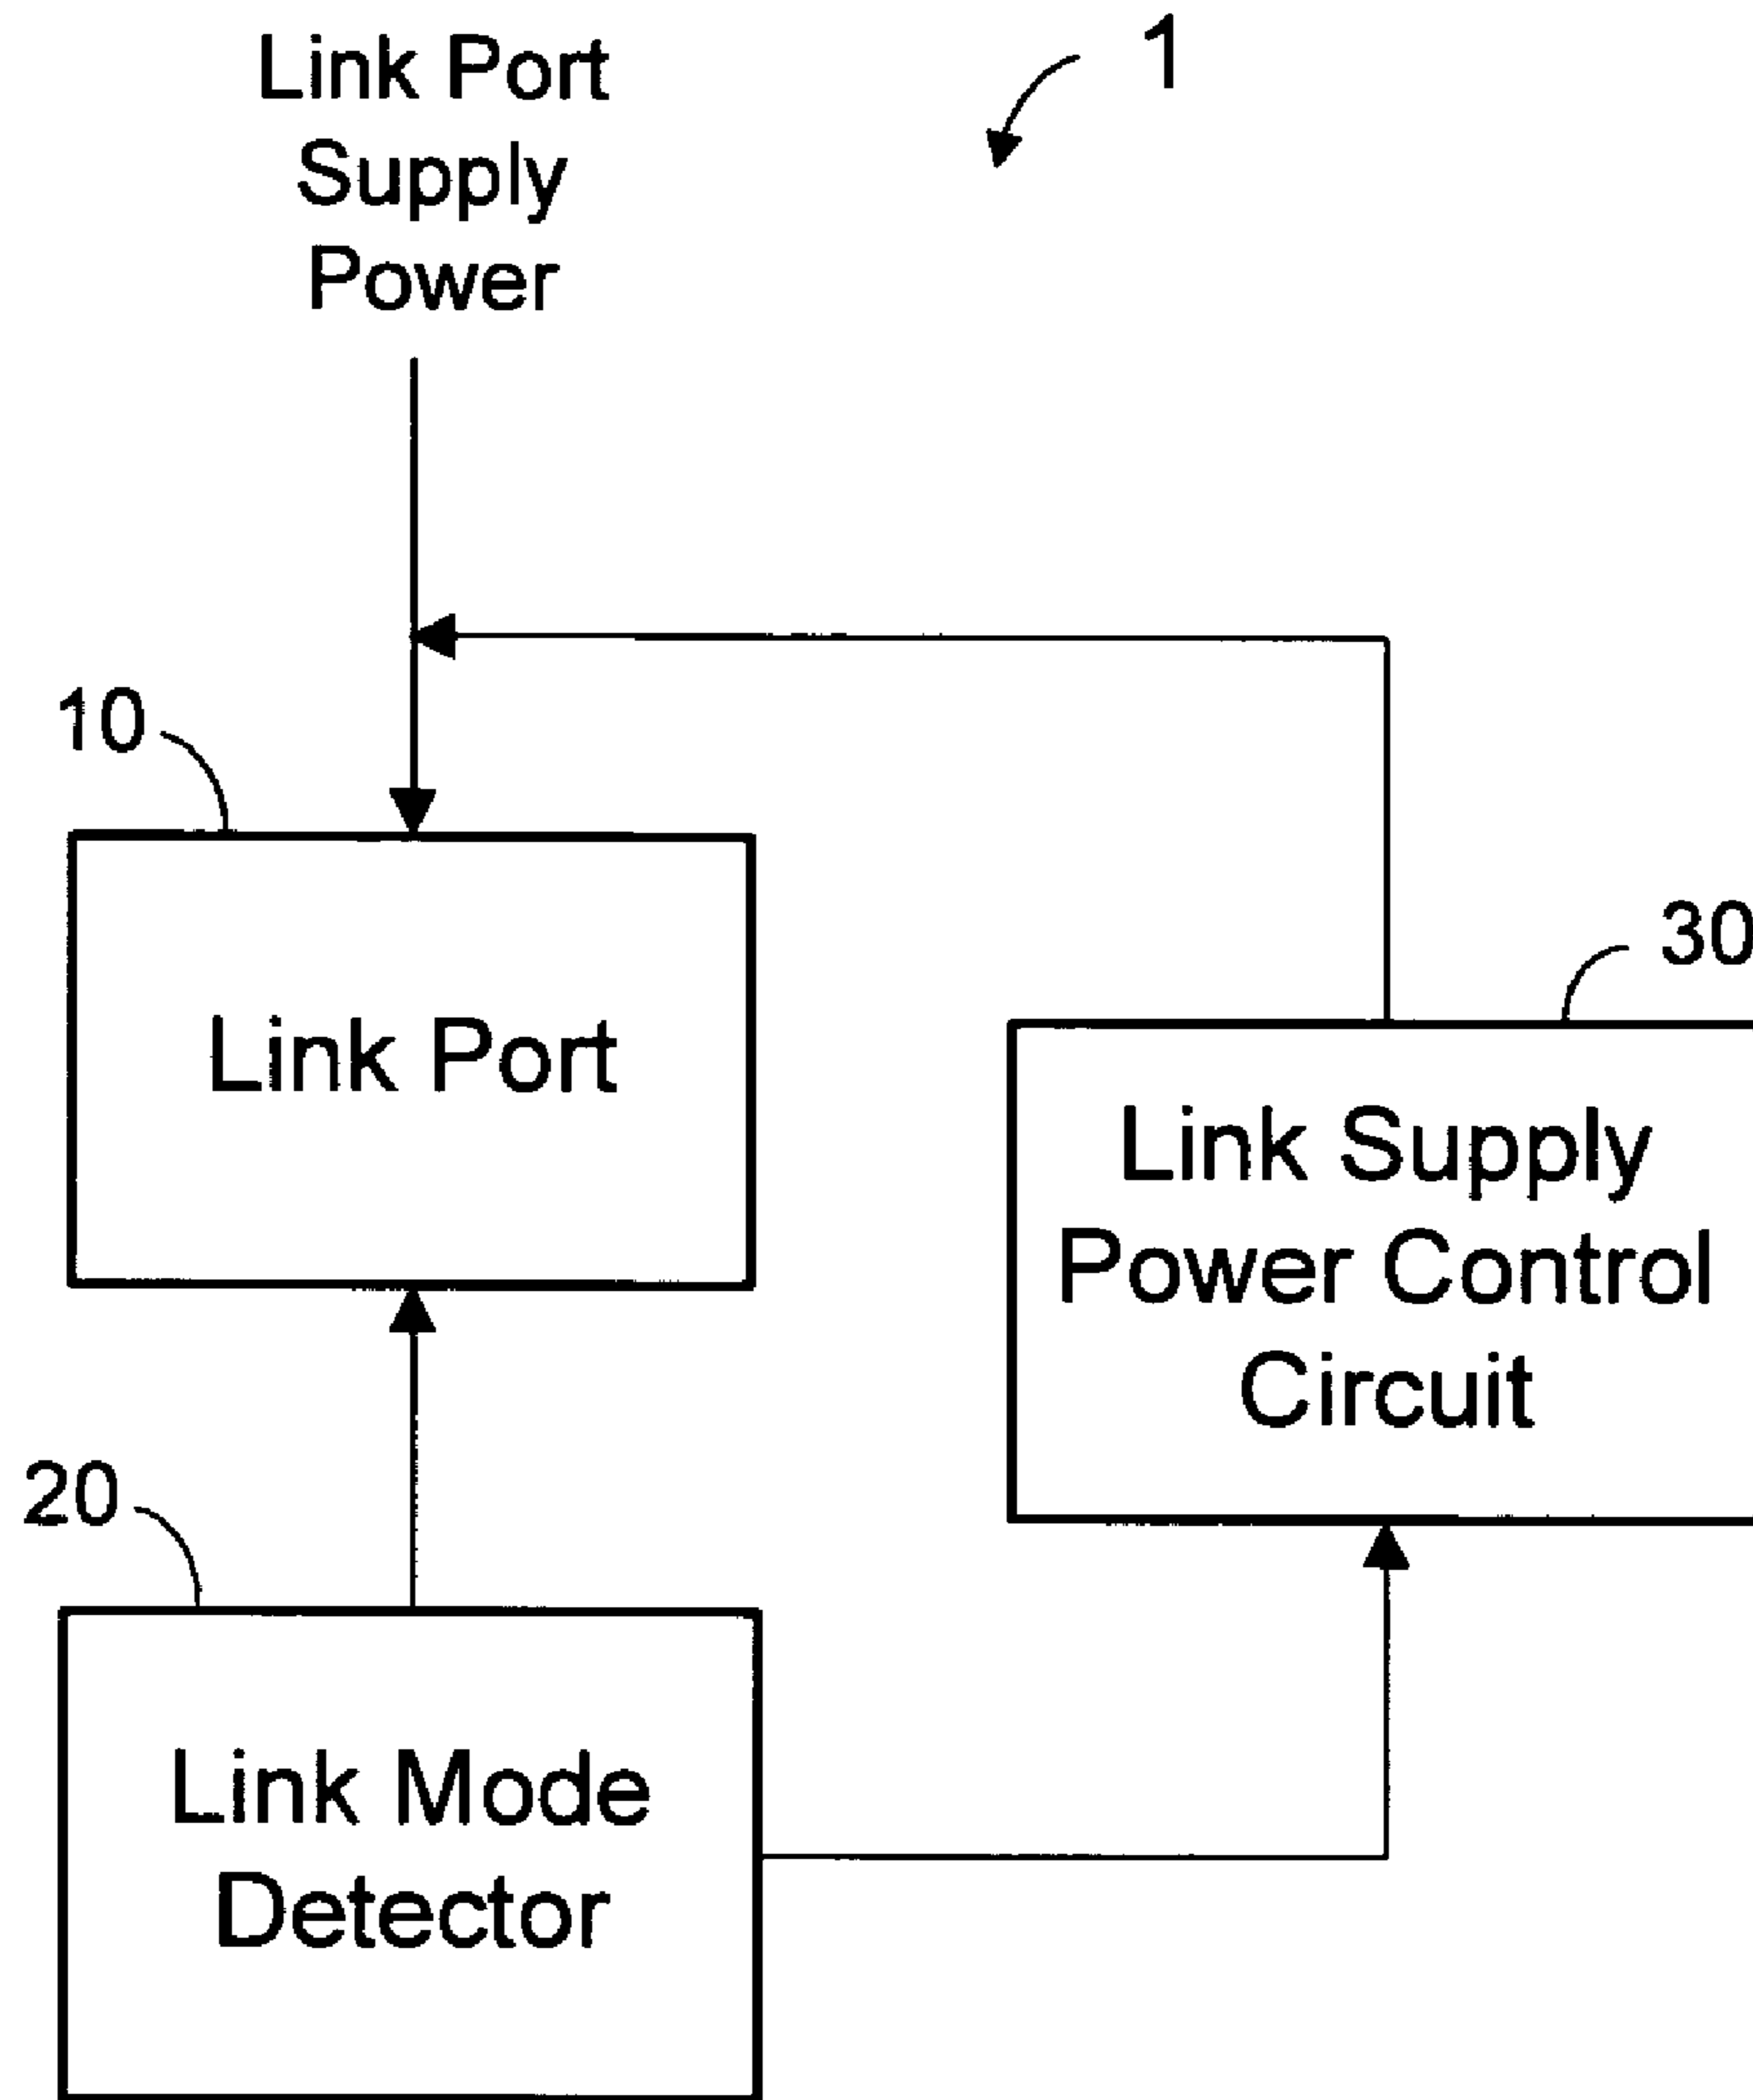 Link Port
Supply
Power
1
10
Link Port
30
Link Supply
Power Control
Circuit
20
Link Mode
Detector